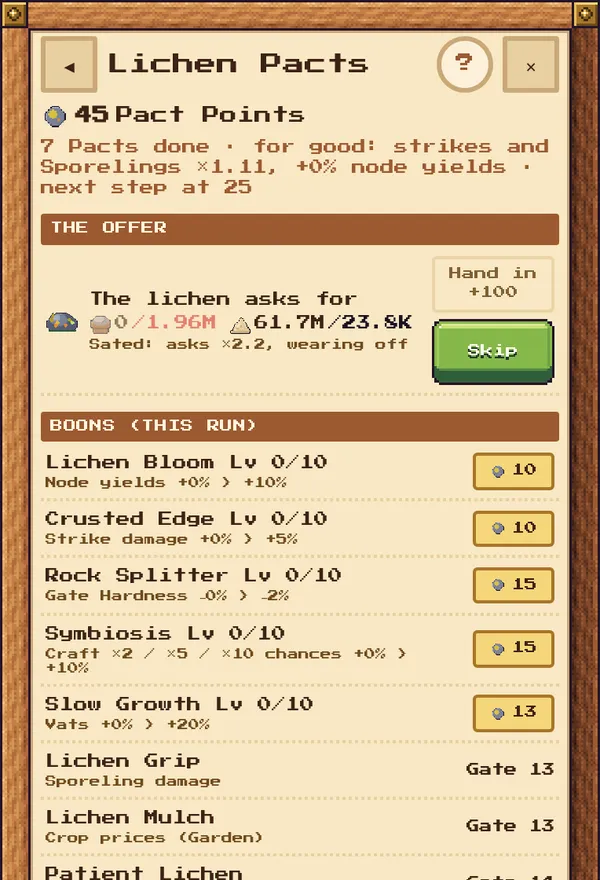 ◄ Lichen Pacts ? ×
45 Pact Points
7 Pacts done · for good: strikes and
Sporelings ×1.11, +0% node yields ·
next step at 25
THE OFFER
The lichen asks for
0/1.96M 61.7M/23.8K
Sated: asks ×2.2, wearing off
Hand in
+100
Skip
BOONS (THIS RUN)
Lichen Bloom Lv 0/10
Node yields +0% › +10%
10
Crusted Edge Lv 0/10
Strike damage +0% › +5%
10
Rock Splitter Lv 0/10
Gate Hardness -0% › -2%
15
Symbiosis Lv 0/10
Craft ×2 / ×5 / ×10 chances +0% ›
+10%
15
Slow Growth Lv 0/10
Vats +0% › +20%
13
Lichen Grip
Sporeling damage
Gate 13
Lichen Mulch
Crop prices (Garden)
Gate 13
Patient Lichen